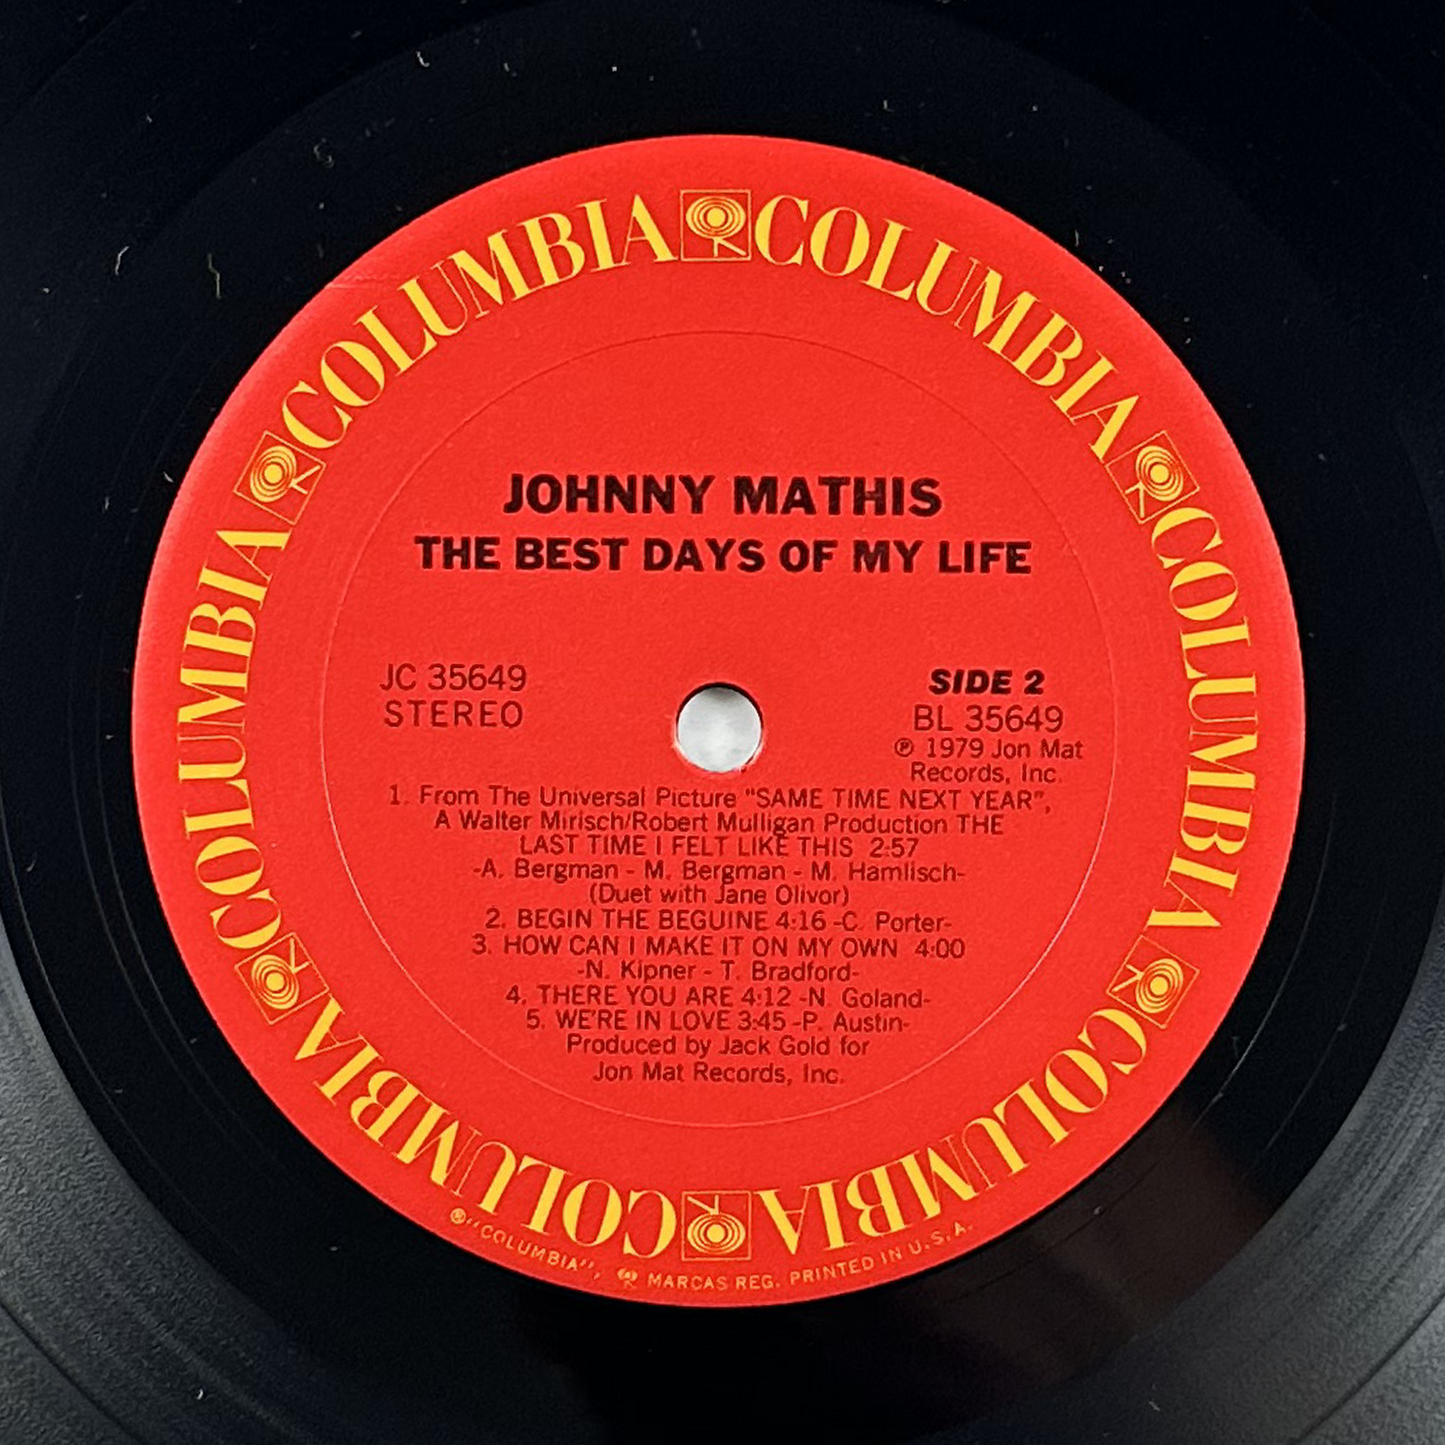 COLUMBIA COLUMBIA COLUMBIA COLUMBIA COLUMBIA COLUMBIA
JOHNNY MATHIS
THE BEST DAYS OF MY LIFE
JC 35649
STEREO
SIDE 2
BL 35649
℗ 1979 Jon Mat
Records, Inc.
1. From The Universal Picture "SAME TIME NEXT YEAR",
A Walter Mirisch/Robert Mulligan Production THE
LAST TIME I FELT LIKE THIS 2:57
-A. Bergman - M. Bergman - M. Hamlisch-
(Duet with Jane Olivor)
2. BEGIN THE BEGUINE 4:16 -C. Porter-
3. HOW CAN I MAKE IT ON MY OWN 4:00
-N. Kipner - T. Bradford-
4. THERE YOU ARE 4:12 -N. Goland-
5. WE'RE IN LOVE 3:45 -P. Austin-
Produced by Jack Gold for
Jon Mat Records, Inc.
® "COLUMBIA", MARCAS REG. PRINTED IN U.S.A.